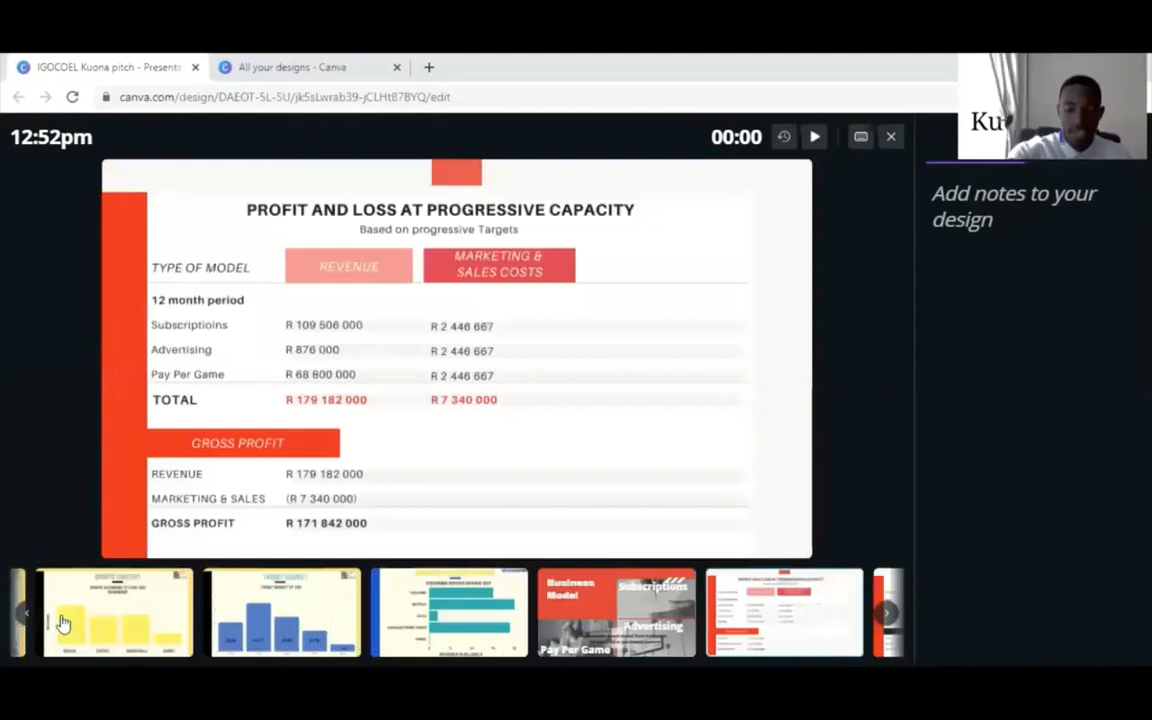 IGOCOEL Kuona pitch - Presenta
All your designs - Canva
canva.com/design/DAEOT-5L-5U/jk5sLwrab39-jCLHt87BYQ/edit
Ku
12:52pm
00:00
Add notes to your
design
PROFIT AND LOSS AT PROGRESSIVE CAPACITY
Based on progressive Targets
TYPE OF MODEL REVENUE MARKETING &
SALES COSTS
12 month period
Subscriptioins R 109 506 000 R 2 446 667
Advertising R 876 000 R 2 446 667
Pay Per Game R 68 800 000 R 2 446 667
TOTAL R 179 182 000 R 7 340 000
GROSS PROFIT
REVENUE R 179 182 000
MARKETING & SALES (R 7 340 000)
GROSS PROFIT R 171 842 000
Business
Model
Subscriptions
Advertising
Pay Per Game